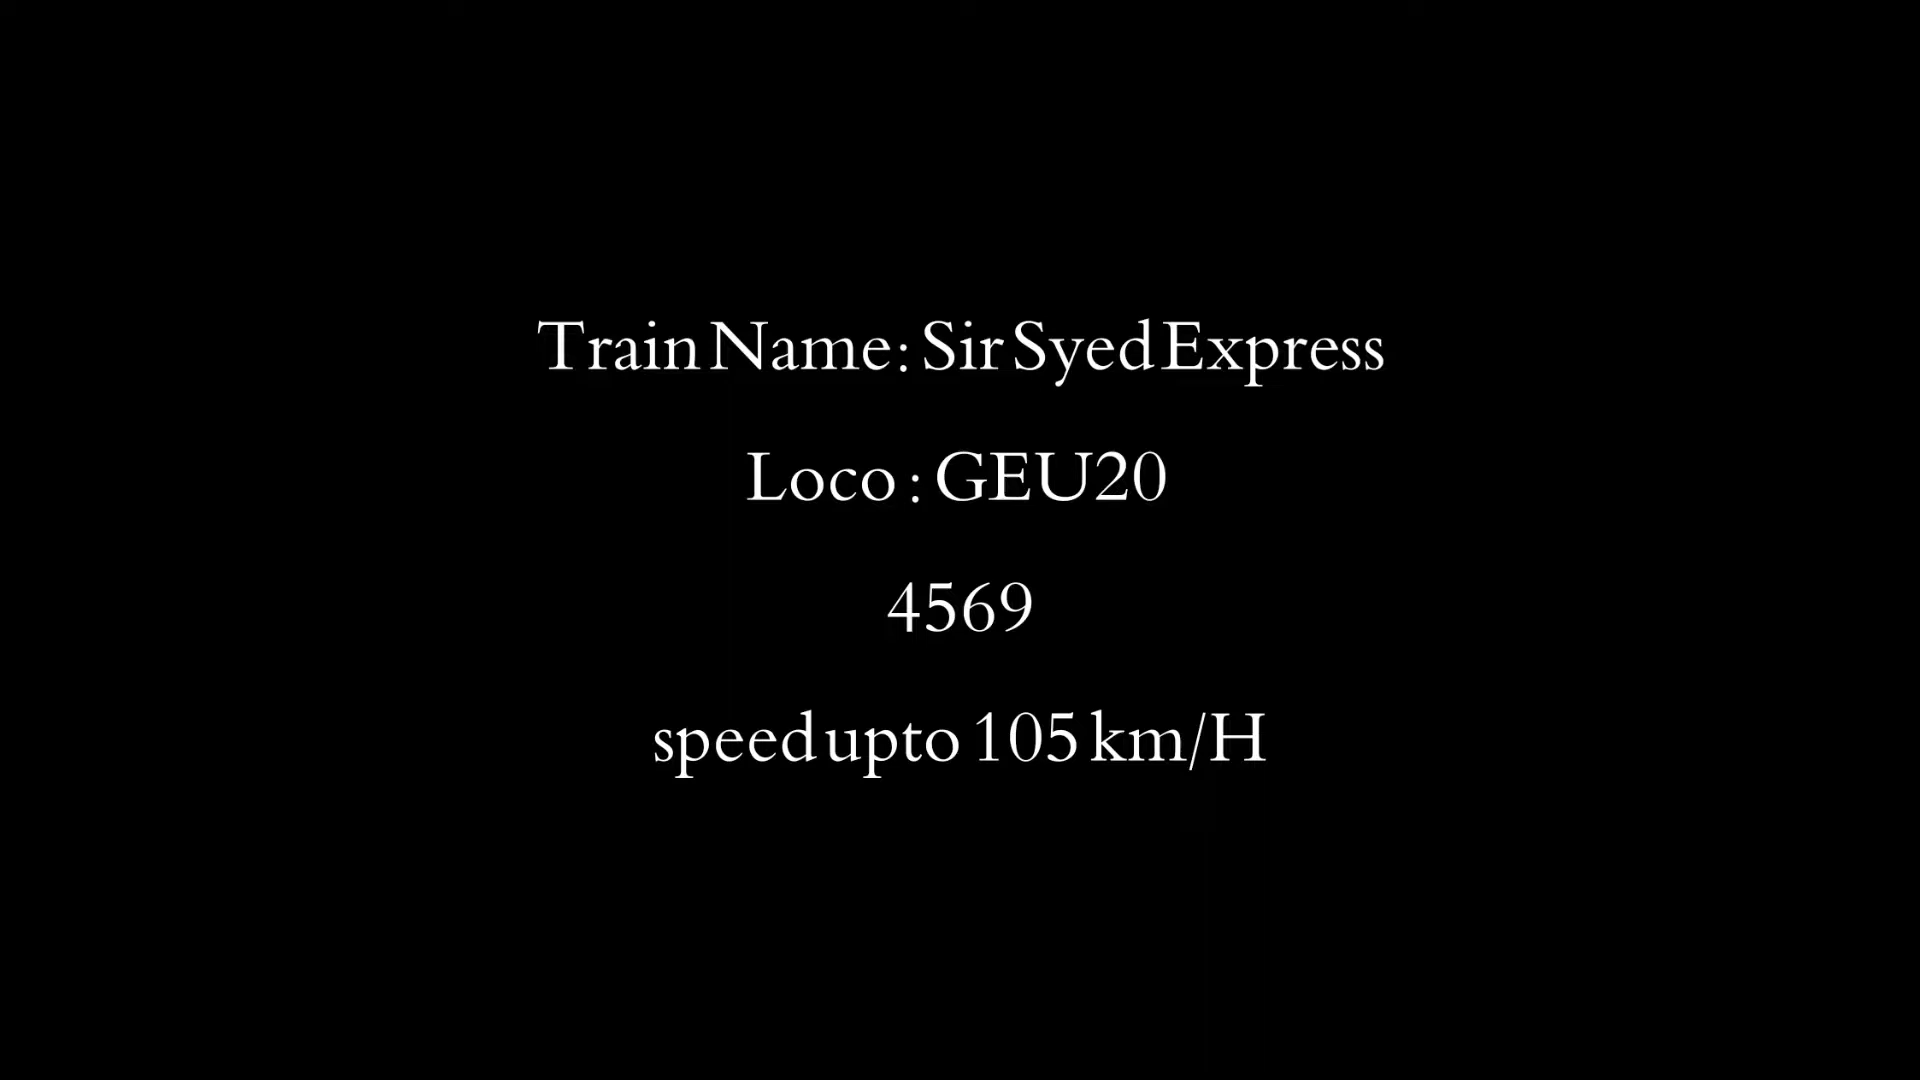 Train Name: Sir Syed Express
Loco : GEU20
4569
speed upto 105 km/H